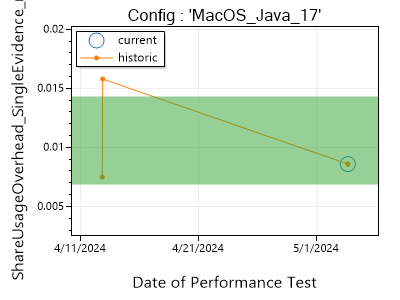 Config : 'MacOS_Java_17'
current
historic
0.02
0.015
0.01
0.005
4/11/2024
4/21/2024
5/1/2024
Date of Performance Test
ShareUsageOverhead_SingleEvidence_